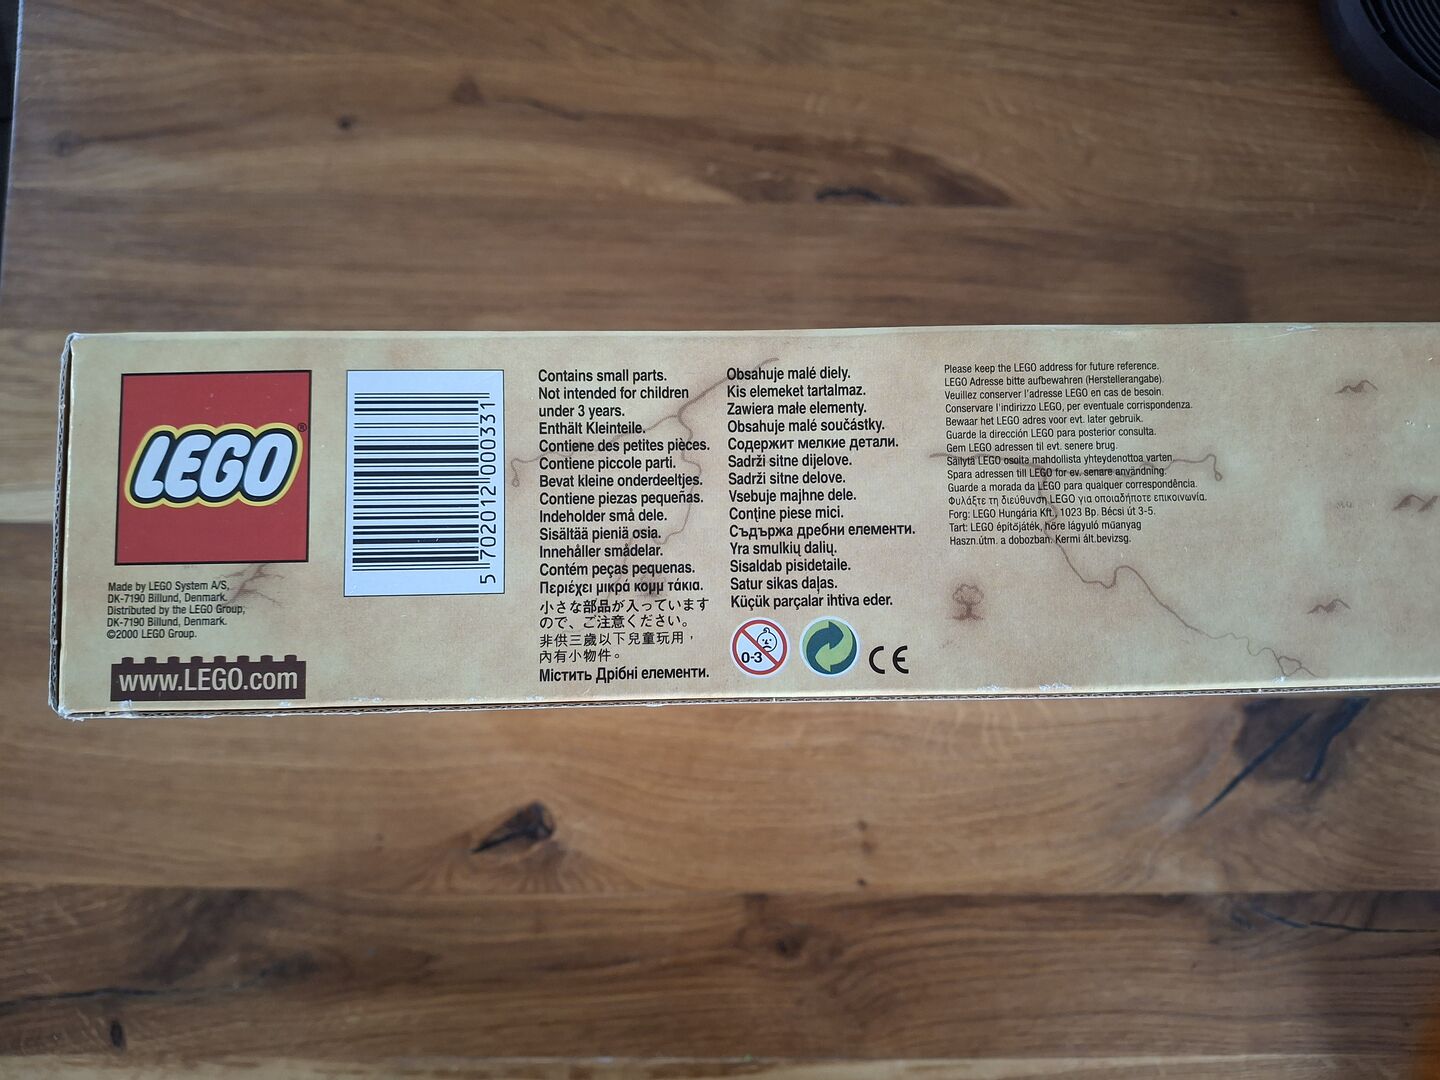 LEGO®
Made by LEGO System A/S,
DK-7190 Billund, Denmark.
Distributed by the LEGO Group,
DK-7190 Billund, Denmark.
©2000 LEGO Group.
www.LEGO.com
5 702012 000331
Contains small parts.
Not intended for children
under 3 years.
Enthält Kleinteile.
Contiene des petites pièces.
Contiene piccole parti.
Bevat kleine onderdeeltjes.
Contiene piezas pequeñas.
Indeholder små dele.
Sisältää pieniä osia.
Innehåller smådelar.
Contém peças pequenas.
Περιέχει μικρά κομμ τάκια.
小さな部品が入っています
ので、ご注意ください。
非供三歲以下兒童玩用，
內有小物件。
Мiстить Дрiбнi елементи.
Obsahuje malé diely.
Kis elemeket tartalmaz.
Zawiera małe elementy.
Obsahuje malé součástky.
Содержит мелкие детали.
Sadrži sitne dijelove.
Sadrži sitne delove.
Vsebuje majhne dele.
Conţine piese mici.
Съдържа дребни елементи.
Yra smulkių dalių.
Sisaldab pisidetaile.
Satur sikas daļas.
Küçük parçalar ihtiva eder.
0-3
CE
Please keep the LEGO address for future reference.
LEGO Adresse bitte aufbewahren (Herstellerangabe).
Veuillez conserver l'adresse LEGO en cas de besoin.
Conservare l'indirizzo LEGO, per eventuale corrispondenza.
Bewaar het LEGO adres voor evt. later gebruik.
Guarde la dirección LEGO para posterior consulta.
Gem LEGO adressen til evt. senere brug.
Säilytä LEGO osoita mahdollista yhteydenottoa varten.
Spara adressen till LEGO for ev. senare användning.
Guarde a morada da LEGO para qualquer correspondência.
Φυλάξτε τη διεύθυνση LEGO για οποιαδήποτε επικοινωνία.
Forg: LEGO Hungária Kft., 1023 Bp. Bécsi út 3-5.
Tart: LEGO építőjáték, hőre lágyuló műanyag
Haszn.útm. a dobozban. Kermi ált.bevizsg.